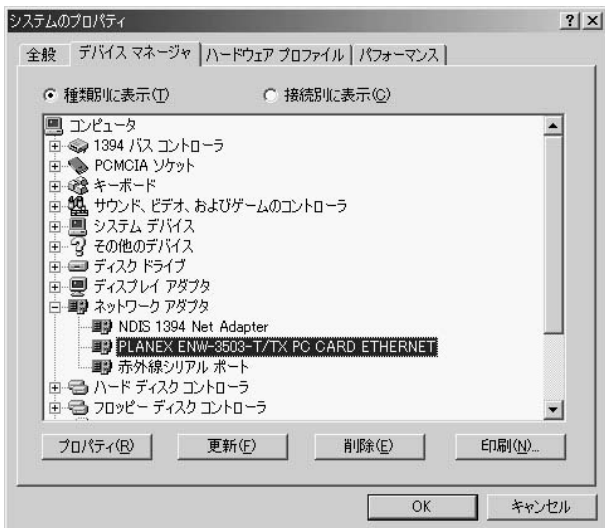 システムのプロパティ
全般 デバイス マネージャ ハードウェア プロファイル パフォーマンス
種類別に表示(T) 接続別に表示(C)
コンピュータ
1394 バス コントローラ
PCMCIA ソケット
キーボード
サウンド、ビデオ、およびゲームのコントローラ
システム デバイス
その他のデバイス
ディスク ドライブ
ディスプレイ アダプタ
ネットワーク アダプタ
NDIS 1394 Net Adapter
PLANEX ENW-3503-T/TX PC CARD ETHERNET
赤外線シリアル ポート
ハード ディスク コントローラ
フロッピー ディスク コントローラ
プロパティ(R) 更新(F) 削除(E) 印刷(N)...
OK キャンセル